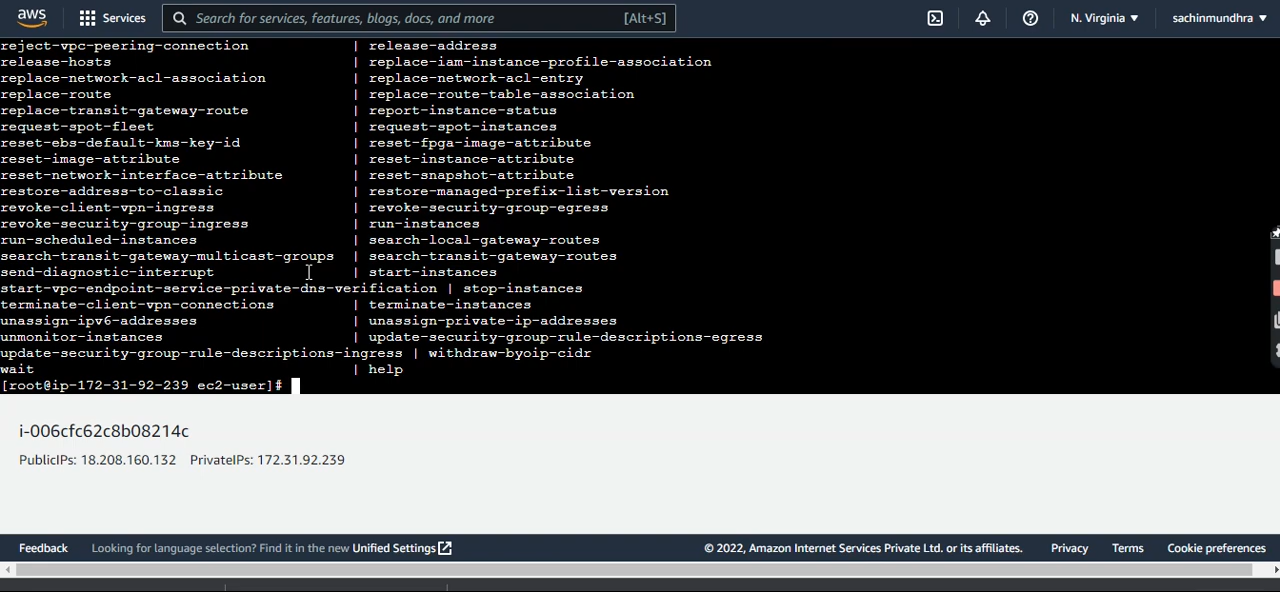 aws Services Search for services, features, blogs, docs, and more [Alt+S] N. Virginia ▼ sachinmundhra ▼
reject-vpc-peering-connection | release-address
release-hosts | replace-iam-instance-profile-association
replace-network-acl-association | replace-network-acl-entry
replace-route | replace-route-table-association
replace-transit-gateway-route | report-instance-status
request-spot-fleet | request-spot-instances
reset-ebs-default-kms-key-id | reset-fpga-image-attribute
reset-image-attribute | reset-instance-attribute
reset-network-interface-attribute | reset-snapshot-attribute
restore-address-to-classic | restore-managed-prefix-list-version
revoke-client-vpn-ingress | revoke-security-group-egress
revoke-security-group-ingress | run-instances
run-scheduled-instances | search-local-gateway-routes
search-transit-gateway-multicast-groups | search-transit-gateway-routes
send-diagnostic-interrupt | start-instances
start-vpc-endpoint-service-private-dns-verification | stop-instances
terminate-client-vpn-connections | terminate-instances
unassign-ipv6-addresses | unassign-private-ip-addresses
unmonitor-instances | update-security-group-rule-descriptions-egress
update-security-group-rule-descriptions-ingress | withdraw-byoip-cidr
wait | help
[root@ip-172-31-92-239 ec2-user]#
i-006cfc62c8b08214c
PublicIPs: 18.208.160.132 PrivateIPs: 172.31.92.239
Feedback Looking for language selection? Find it in the new Unified Settings © 2022, Amazon Internet Services Private Ltd. or its affiliates. Privacy Terms Cookie preferences